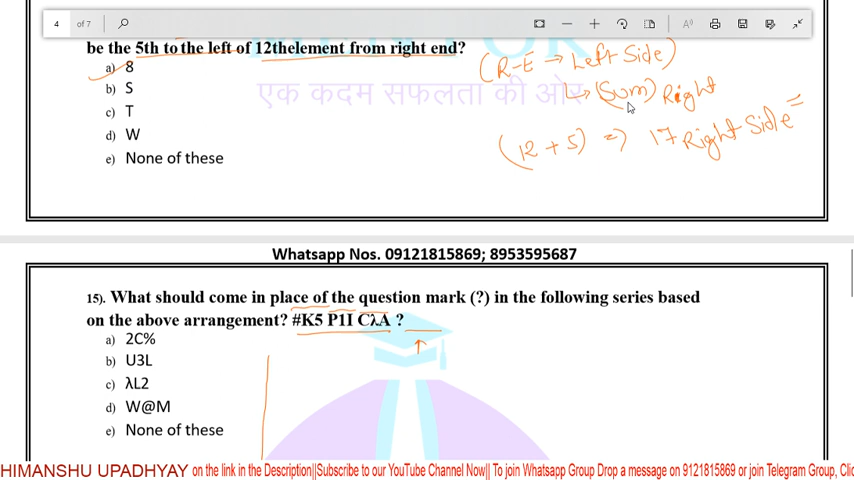 4 of 7
be the 5th to the left of 12thelement from right end?
a) 8
b) S
c) T
d) W
e) None of these
एक कदम सफलता की ओर
(R-E → Left Side)
↳ (Sum) Right
(12 + 5) => 17 Right Side =
Whatsapp Nos. 09121815869; 8953595687
15). What should come in place of the question mark (?) in the following series based
on the above arrangement? #K5 P1I CλA ?
a) 2C%
b) U3L
c) λL2
d) W@M
e) None of these
HIMANSHU UPADHYAY on the link in the Description||Subscribe to our YouTube Channel Now|| To join Whatsapp Group Drop a message on 9121815869 or join Telegram Group, Clic